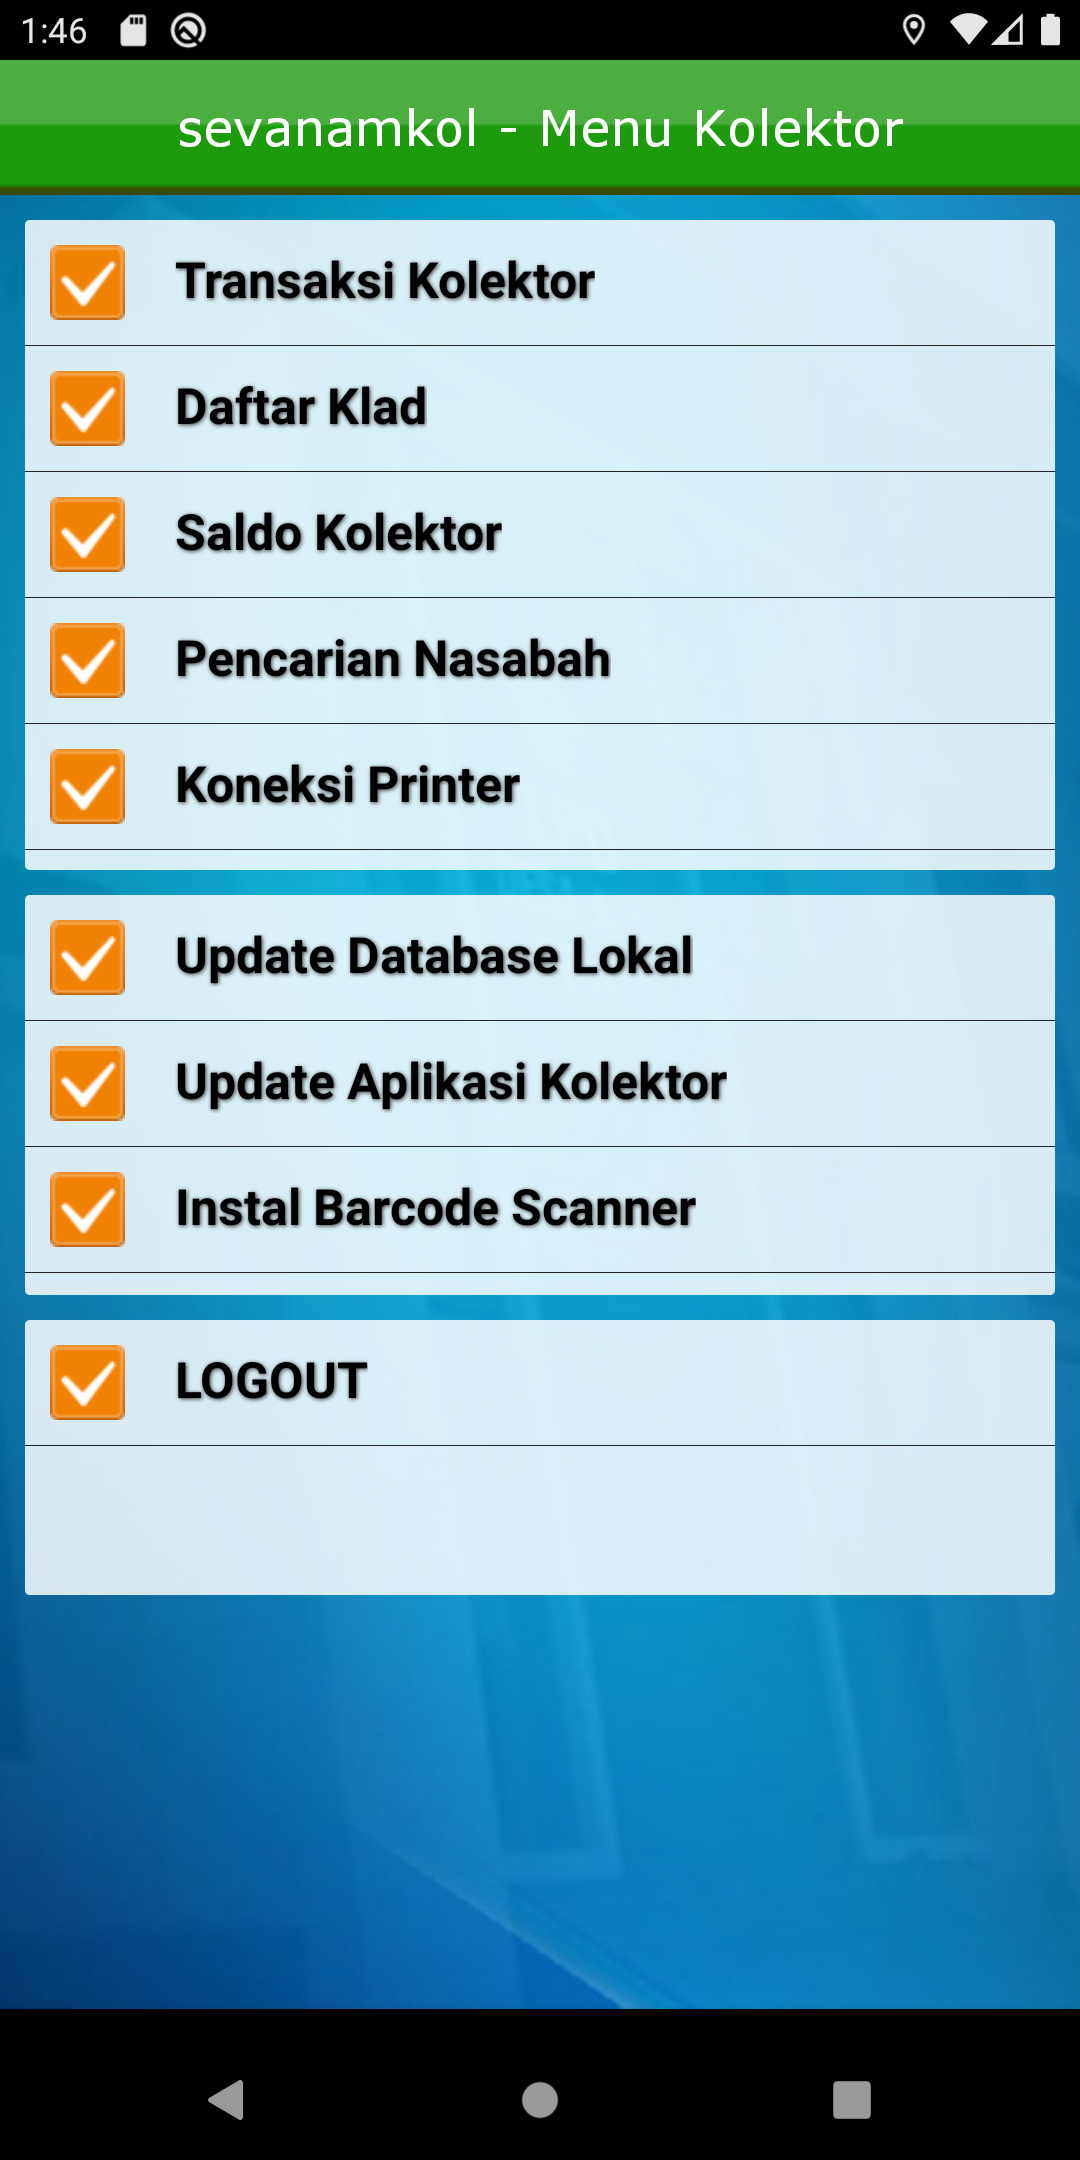 1:46
sevanamkol - Menu Kolektor
Transaksi Kolektor
Daftar Klad
Saldo Kolektor
Pencarian Nasabah
Koneksi Printer
Update Database Lokal
Update Aplikasi Kolektor
Instal Barcode Scanner
LOGOUT